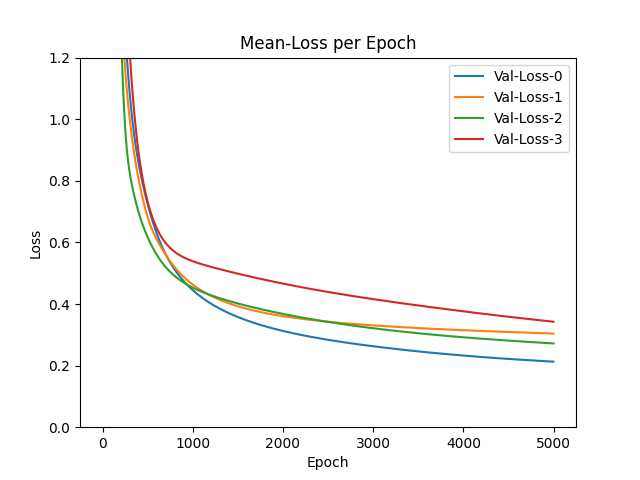 Mean-Loss per Epoch
1.2
1.0
0.8
0.6
0.4
0.2
0.0
Loss
Val-Loss-0
Val-Loss-1
Val-Loss-2
Val-Loss-3
0 1000 2000 3000 4000 5000
Epoch